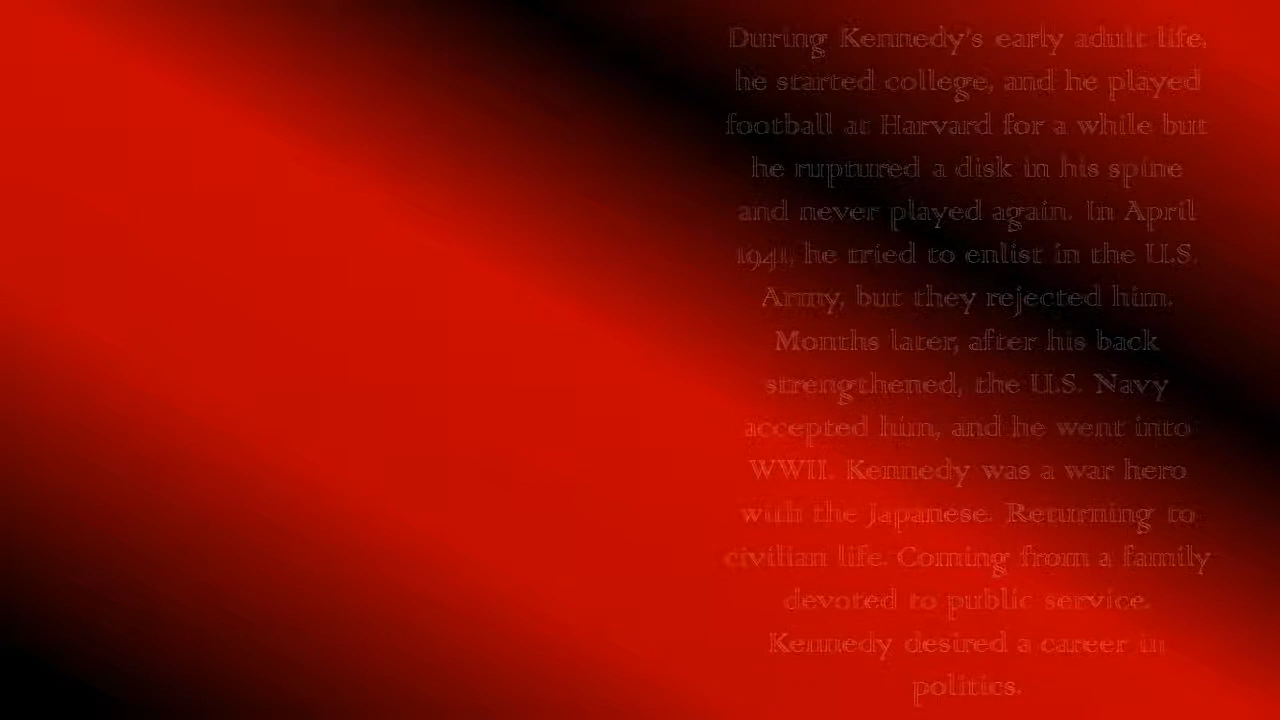 During Kennedy's early adult life,
he started college, and he played
football at Harvard for a while but
he ruptured a disk in his spine
and never played again. In April
1941, he tried to enlist in the U.S.
Army, but they rejected him.
Months later, after his back
strengthened, the U.S. Navy
accepted him, and he went into
WWII. Kennedy was a war hero
with the Japanese. Returning to
civilian life. Coming from a family
devoted to public service.
Kennedy desired a career in
politics.